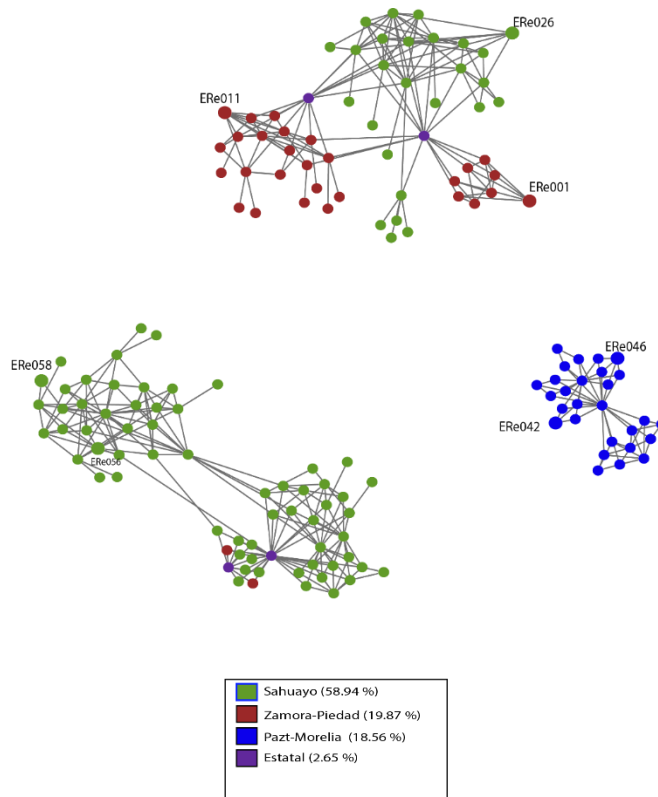 ERe026
ERe011
ERe001
ERe058
ERe056
ERe046
ERe042
Sahuayo (58.94 %)
Zamora-Piedad (19.87 %)
Pazt-Morelia (18.56 %)
Estatal (2.65 %)